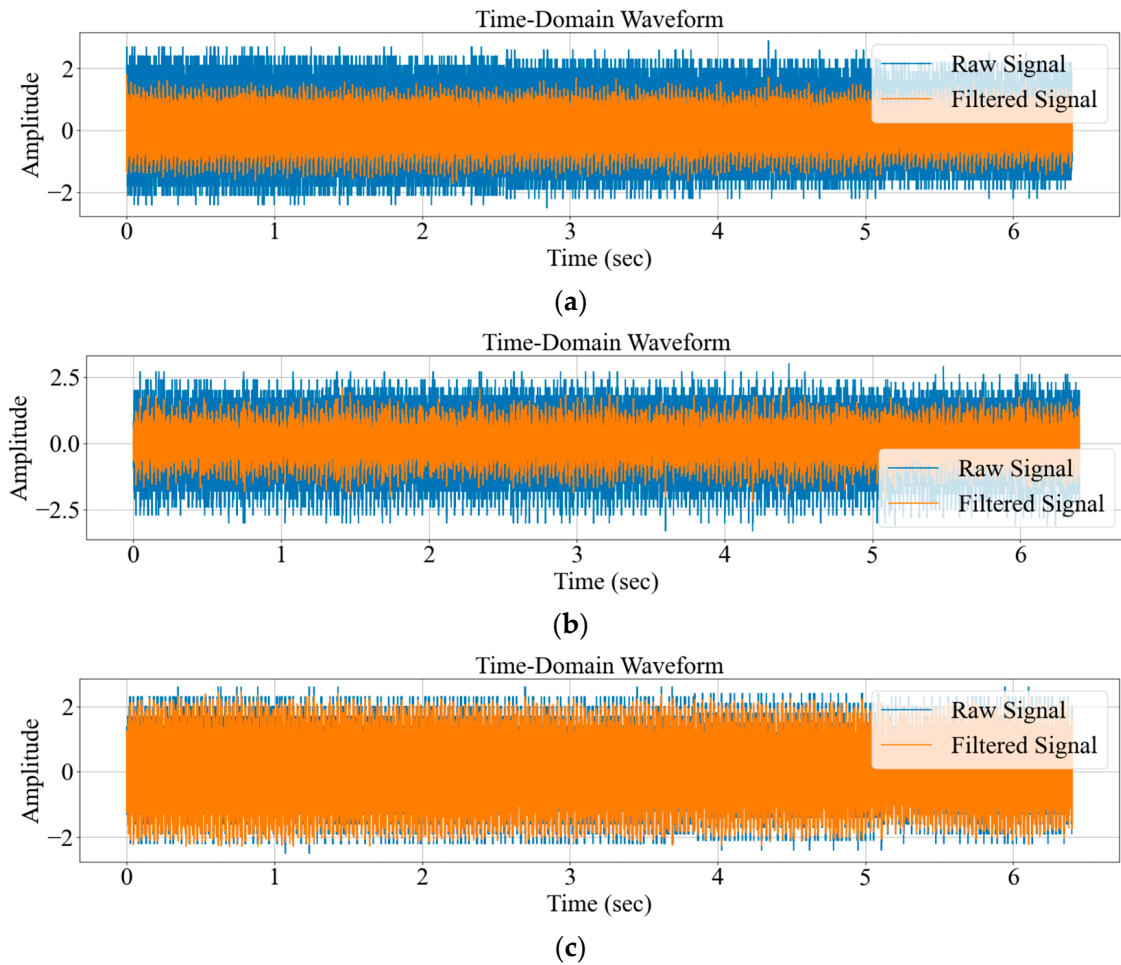 Time-Domain Waveform
Amplitude
2
0
−2
Raw Signal
Filtered Signal
0 1 2 3 4 5 6
Time (sec)
(a)
Time-Domain Waveform
Amplitude
2.5
0.0
−2.5
Raw Signal
Filtered Signal
0 1 2 3 4 5 6
Time (sec)
(b)
Time-Domain Waveform
Amplitude
2
0
−2
Raw Signal
Filtered Signal
0 1 2 3 4 5 6
Time (sec)
(c)